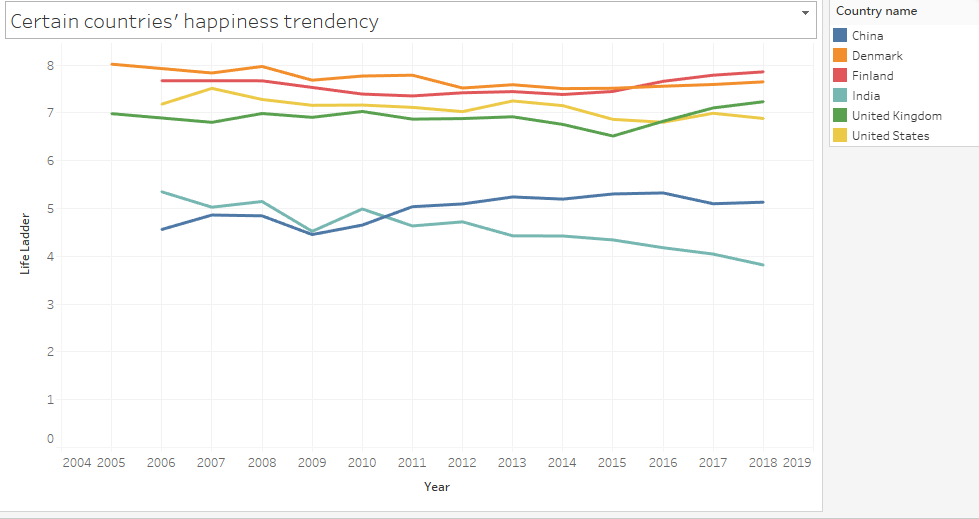 Certain countries’ happiness trendency
Country name
China
Denmark
Finland
India
United Kingdom
United States
8
7
6
5
4
3
2
1
0
Life Ladder
2004 2005 2006 2007 2008 2009 2010 2011 2012 2013 2014 2015 2016 2017 2018 2019
Year